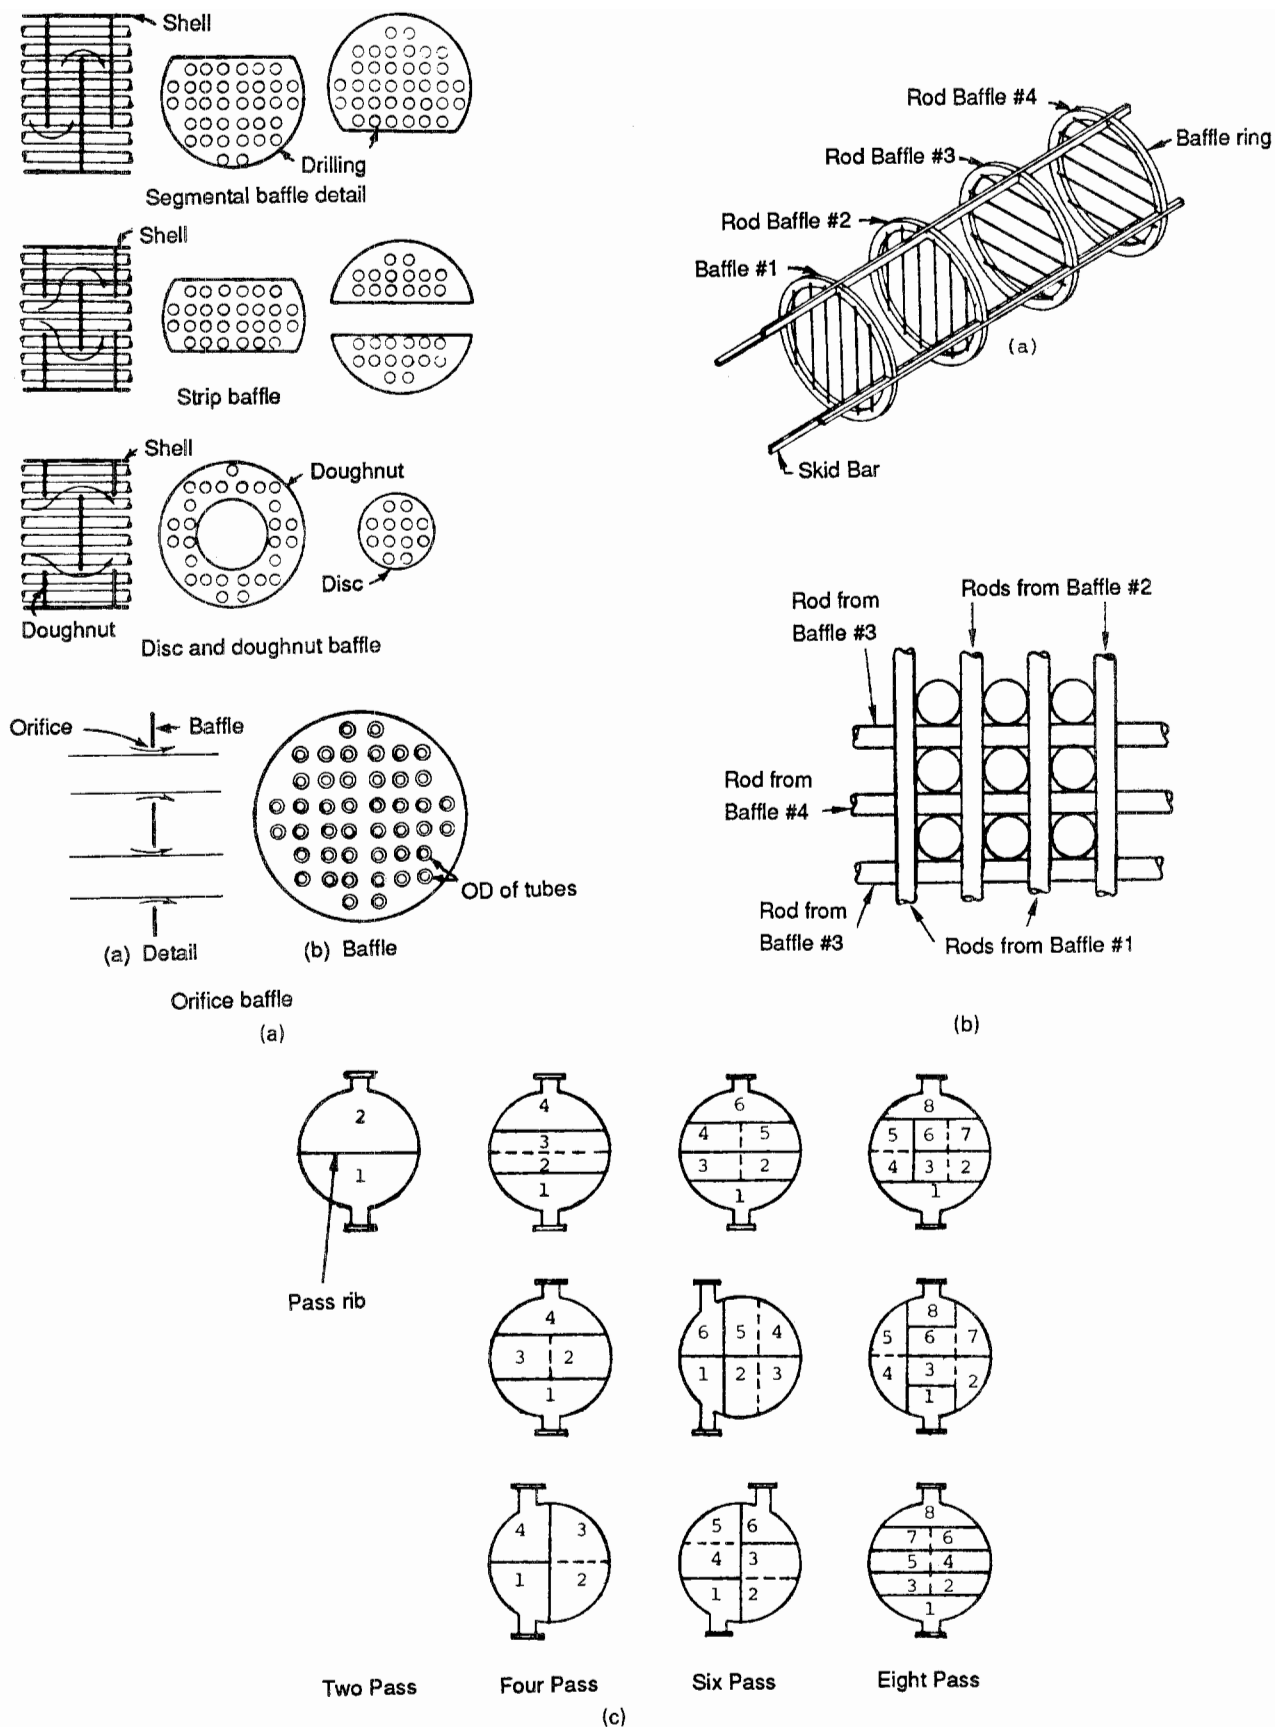 Shell
Drilling
Segmental baffle detail
Shell
Strip baffle
Shell
Doughnut
Disc
Doughnut
Disc and doughnut baffle
Orifice
Baffle
OD of tubes
(a) Detail
(b) Baffle
Orifice baffle
(a)
Rod Baffle #4
Baffle ring
Rod Baffle #3
Rod Baffle #2
Baffle #1
(a)
Skid Bar
Rod from
Baffle #3
Rods from Baffle #2
Rod from
Baffle #4
Rod from
Baffle #3
Rods from Baffle #1
(b)
2
1
Pass rib
4
3
2
1
6
4 5
3 2
1
8
5 6 7
4 3 2
1
4
3 2
1
6 5 4
1 2 3
8
5 6 7
4 3 2
1
4 3
1 2
5 6
4 3
1 2
8
7 6
5 4
3 2
1
Two Pass
Four Pass
Six Pass
Eight Pass
(c)